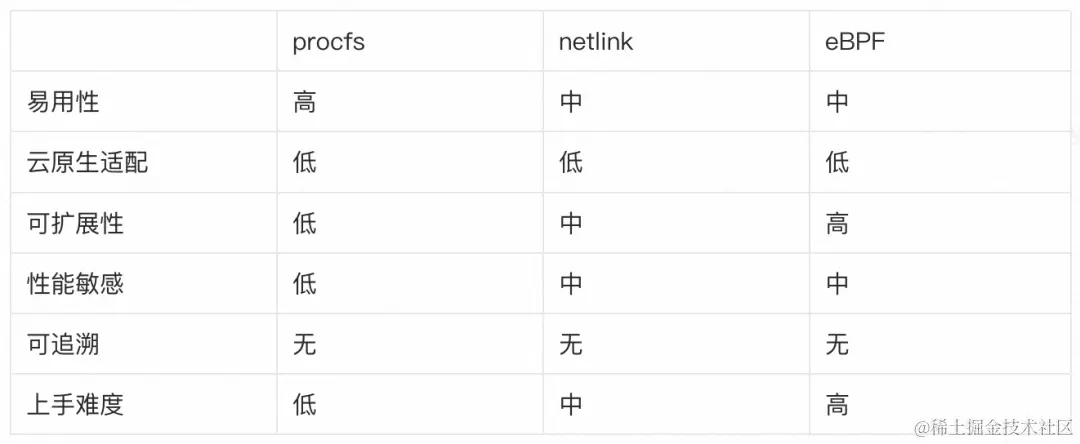 procfs netlink eBPF
易用性 高 中 中
云原生适配 低 低 低
可扩展性 低 中 高
性能敏感 低 中 中
可追溯 无 无 无
上手难度 低 中 高
@稀土掘金技术社区